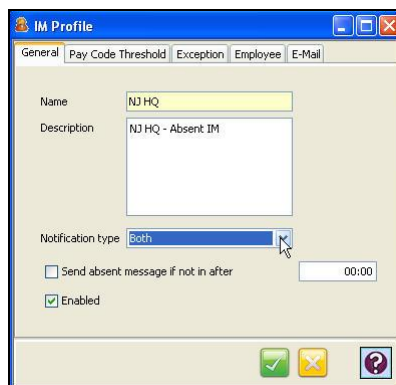 IM Profile
General Pay Code Threshold Exception Employee E-Mail
Name NJ HQ
Description NJ HQ - Absent IM
Notification type Both
Send absent message if not in after 00:00
Enabled
?